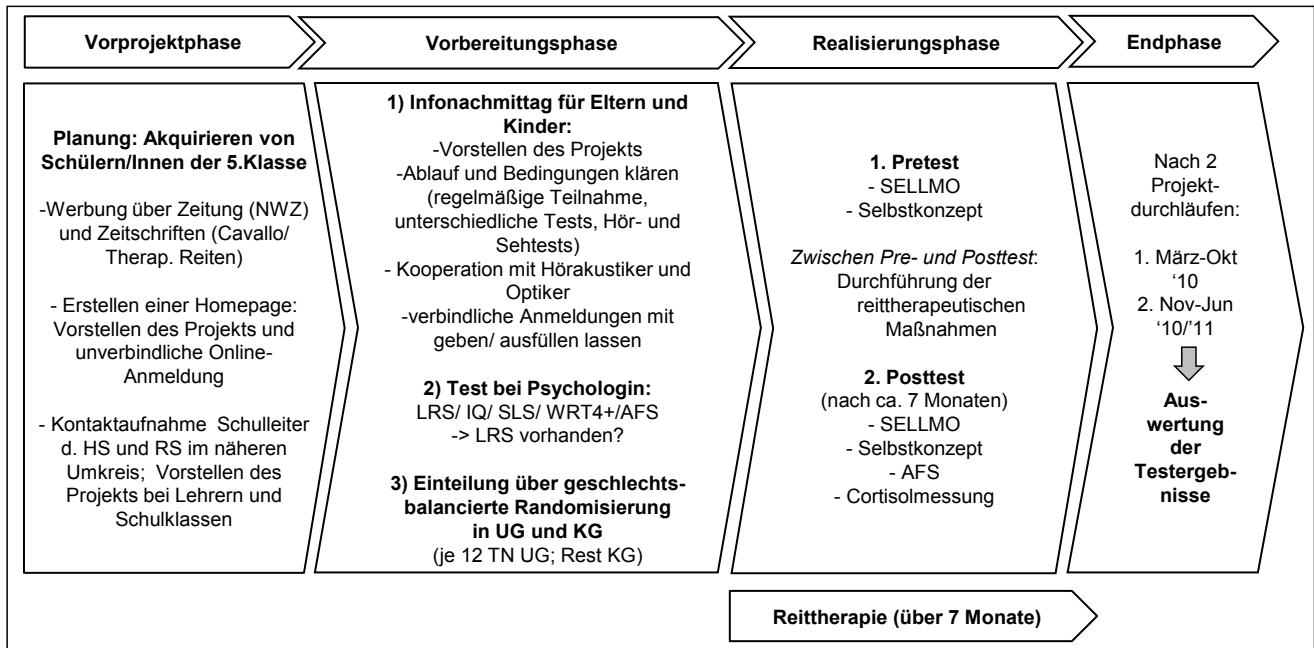 Vorprojektphase
Vorbereitungsphase
Realisierungsphase
Endphase
Planung: Akquirieren von
Schülern/Innen der 5.Klasse
-Werbung über Zeitung (NWZ)
und Zeitschriften (Cavallo/
Therap. Reiten)
- Erstellen einer Homepage:
Vorstellen des Projekts und
unverbindliche Online-
Anmeldung
- Kontaktaufnahme Schulleiter
d. HS und RS im näheren
Umkreis; Vorstellen des
Projekts bei Lehrern und
Schulklassen
1) Infonachmittag für Eltern und
Kinder:
-Vorstellen des Projekts
-Ablauf und Bedingungen klären
(regelmäßige Teilnahme,
unterschiedliche Tests, Hör- und
Sehtests)
- Kooperation mit Hörakustiker und
Optiker
-verbindliche Anmeldungen mit
geben/ ausfüllen lassen
2) Test bei Psychologin:
LRS/ IQ/ SLS/ WRT4+/AFS
-> LRS vorhanden?
3) Einteilung über geschlechts-
balancierte Randomisierung
in UG und KG
(je 12 TN UG; Rest KG)
1. Pretest
- SELLMO
- Selbstkonzept
Zwischen Pre- und Posttest:
Durchführung der
reittherapeutischen
Maßnahmen
2. Posttest
(nach ca. 7 Monaten)
- SELLMO
- Selbstkonzept
- AFS
- Cortisolmessung
Nach 2
Projekt-
durchläufen:
1. März-Okt
‘10
2. Nov-Jun
‘10/’11
Aus-
wertung
der
Testergeb-
nisse
Reittherapie (über 7 Monate)